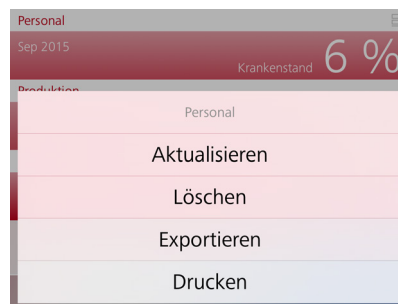 Personal
Sep 2015
Krankenstand 6 %
Produktion
Personal
Aktualisieren
Löschen
Exportieren
Drucken